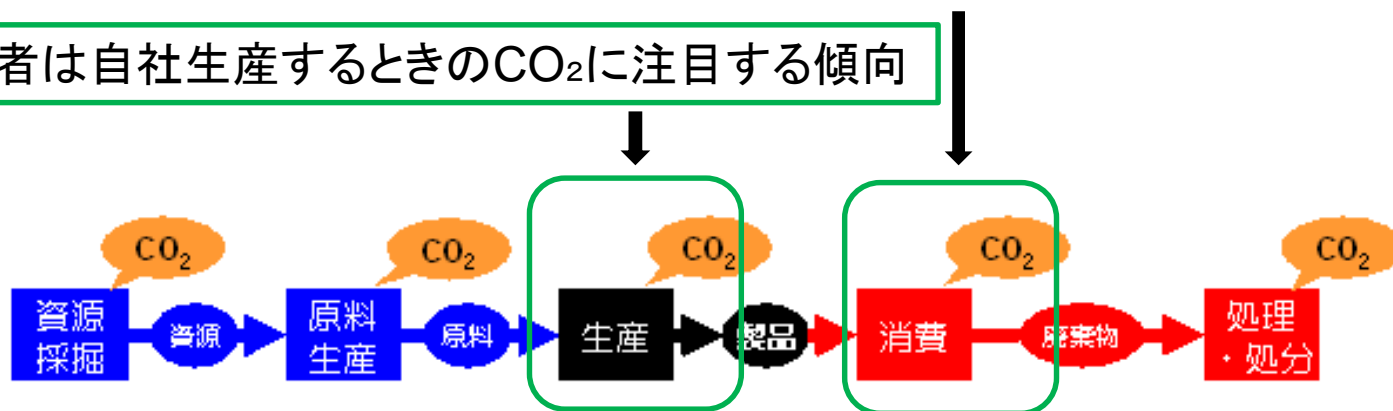 者は自社生産するときのCO₂に注目する傾向
CO₂
CO₂
CO₂
CO₂
CO₂
資源
採掘
資源
原料
生産
原料
生産
製品
消費
廃棄物
処理
・処分